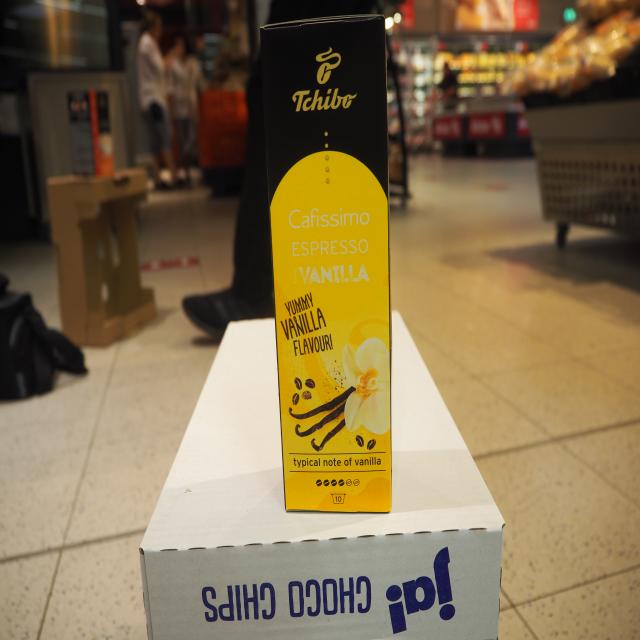 Tchibo
Cafissimo
ESPRESSO
VANILLA
YUMMY
VANILLA
FLAVOUR!
typical note of vanilla
10
ja!
CHOCO CHIPS